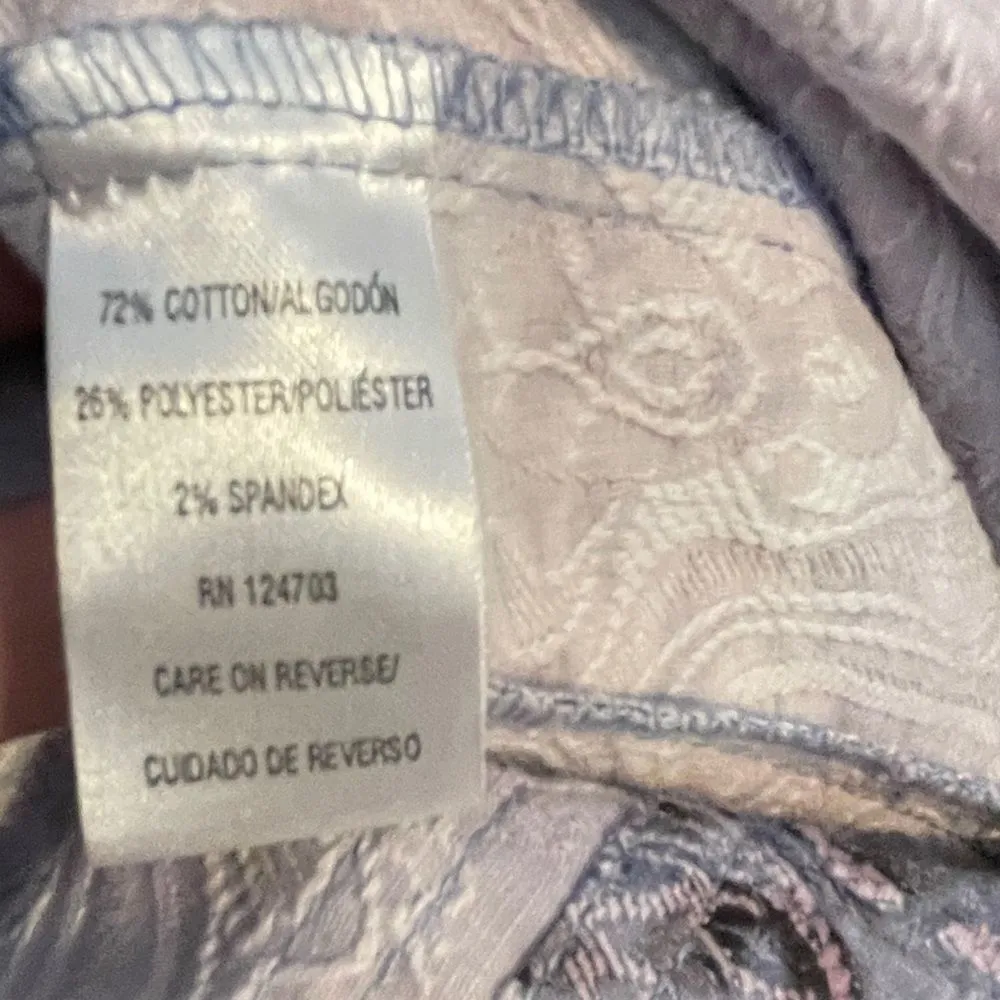 72% COTTON/ALGODÓN
26% POLYESTER/POLIÉSTER
2% SPANDEX
RN 124703
CARE ON REVERSE/
CUIDADO DE REVERSO